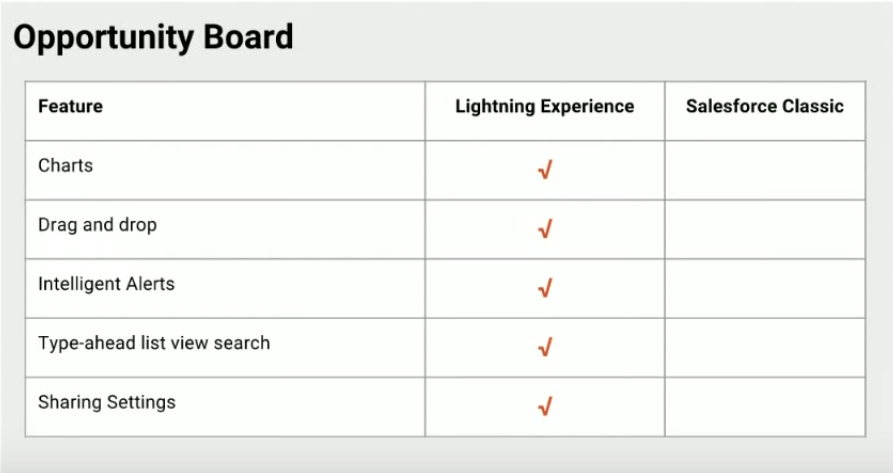 Opportunity Board
Feature Lightning Experience Salesforce Classic
Charts √
Drag and drop √
Intelligent Alerts √
Type-ahead list view search √
Sharing Settings √